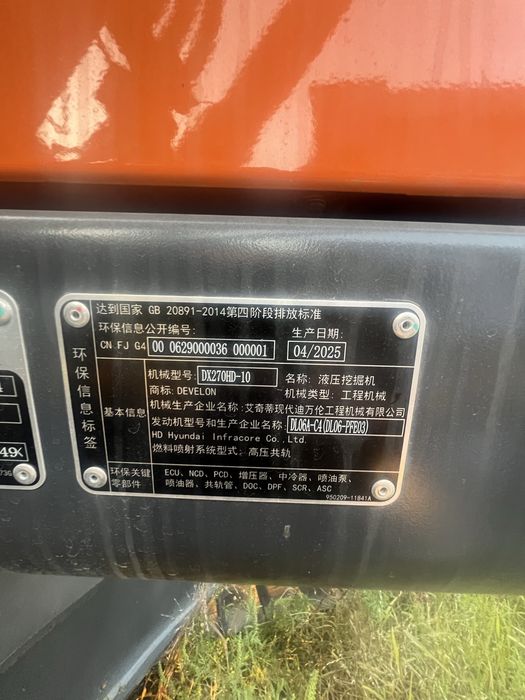 达到国家 GB 20891-2014第四阶段排放标准
环保信息公开编号:
生产日期:
CN FJ G4 00 0629000036 000001
04/2025
环保信息标签
基本信息
机械型号: DX270HD-10 名称: 液压挖掘机
商标: DEVELON 机械类型: 工程机械
机械生产企业名称: 艾奇蒂现代迪万伦工程机械有限公司
发动机型号和生产企业名称: DL06A-C4(DL06-PFE03)
HD Hyundai Infracore Co., Ltd.
燃料喷射系统型式: 高压共轨
环保关键零部件
ECU、NCD、PCD、增压器、中冷器、喷油泵、
喷油器、共轨管、DOC、DPF、SCR、ASC
950209-11841A
49K